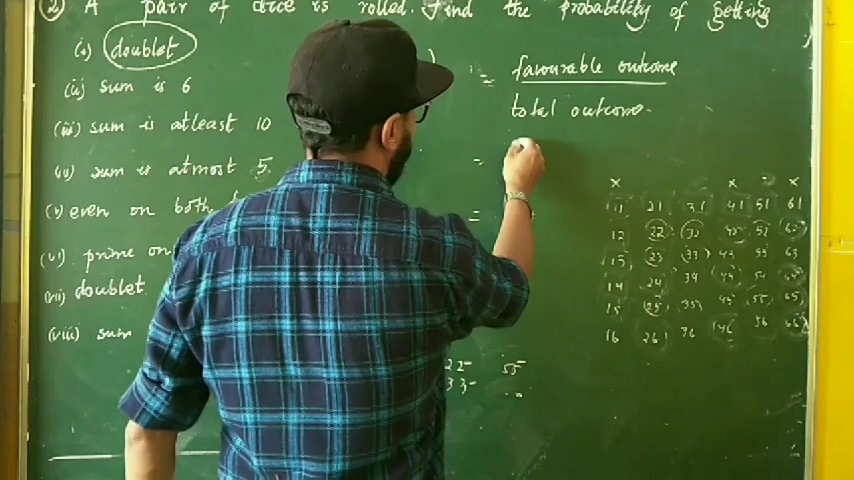 (2) A pair of dice is rolled. Find the probability of getting
(i) doublet
= favourable outcome
total outcome
(ii) sum is 6
(iii) sum is atleast 10
(iv) sum is atmost 5
=
(v) even on both
=
(vi) prime on
(vii) doublet
(viii) sum
x x x
11 21 31 41 51 61
12 22 32 42 52 62
13 23 33 43 53 63
14 24 34 44 54 64
15 25 35 45 55 65
16 26 36 46 56 66
22 55
33